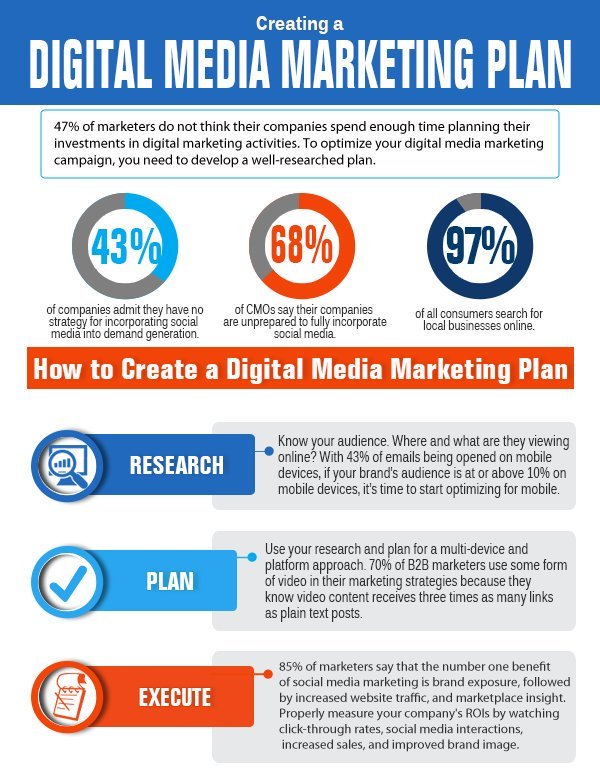 Creating a
DIGITAL MEDIA MARKETING PLAN
47% of marketers do not think their companies spend enough time planning their
investments in digital marketing activities. To optimize your digital media marketing
campaign, you need to develop a well-researched plan.
43%
of companies admit they have no
strategy for incorporating social
media into demand generation.
68%
of CMOs say their companies
are unprepared to fully incorporate
social media.
97%
of all consumers search for
local businesses online.
How to Create a Digital Media Marketing Plan
RESEARCH
Know your audience. Where and what are they viewing
online? With 43% of emails being opened on mobile
devices, if your brand's audience is at or above 10% on
mobile devices, it's time to start optimizing for mobile.
PLAN
Use your research and plan for a multi-device and
platform approach. 70% of B2B marketers use some form
of video in their marketing strategies because they
know video content receives three times as many links
as plain text posts.
EXECUTE
85% of marketers say that the number one benefit
of social media marketing is brand exposure, followed
by increased website traffic, and marketplace insight.
Properly measure your company's ROIs by watching
click-through rates, social media interactions,
increased sales, and improved brand image.